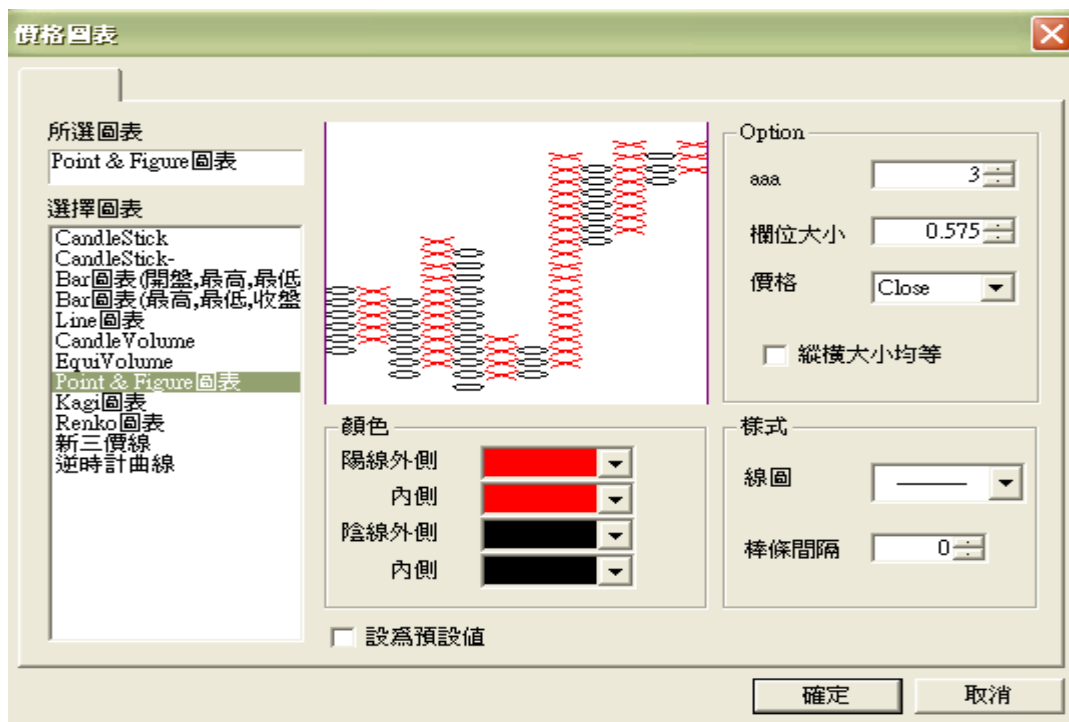 價格圖表
所選圖表
Point & Figure圖表
選擇圖表
CandleStick
CandleStick-
Bar圖表(開盤,最高,最低
Bar圖表(最高,最低,收盤
Line圖表
CandleVolume
EquiVolume
Point & Figure圖表
Kagi圖表
Renko圖表
新三價線
逆時計曲線
顏色
陽線外側
內側
陰線外側
內側
設為預設值
Option
aaa 3
欄位大小 0.575
價格 Close
縱橫大小均等
樣式
線圖
棒條間隔 0
確定 取消